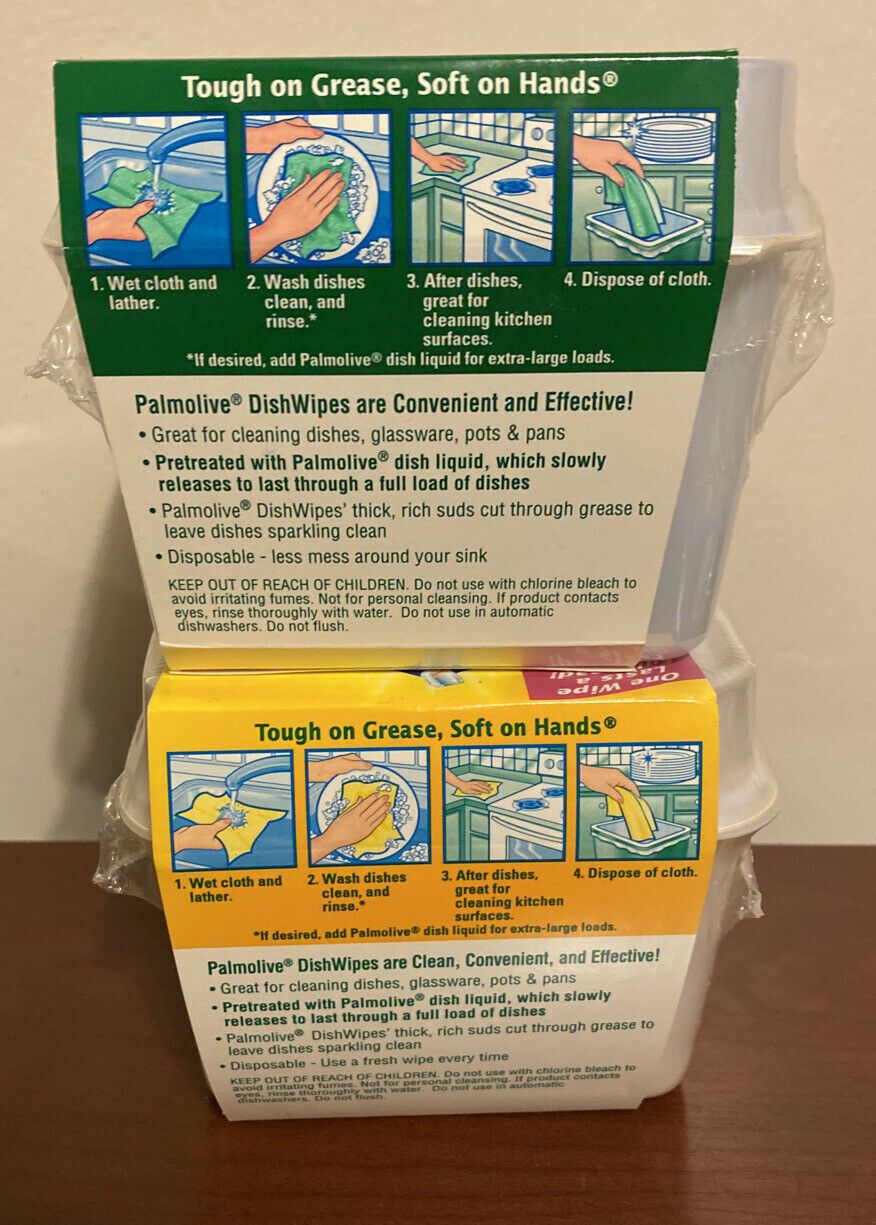 Tough on Grease, Soft on Hands®
1. Wet cloth and
lather.
2. Wash dishes
clean, and
rinse.*
3. After dishes,
great for
cleaning kitchen
surfaces.
4. Dispose of cloth.
*If desired, add Palmolive® dish liquid for extra-large loads.
Palmolive® DishWipes are Convenient and Effective!
• Great for cleaning dishes, glassware, pots & pans
• Pretreated with Palmolive® dish liquid, which slowly
releases to last through a full load of dishes
• Palmolive® DishWipes' thick, rich suds cut through grease to
leave dishes sparkling clean
• Disposable - less mess around your sink
KEEP OUT OF REACH OF CHILDREN. Do not use with chlorine bleach to
avoid irritating fumes. Not for personal cleansing. If product contacts
eyes, rinse thoroughly with water. Do not use in automatic
dishwashers. Do not flush.
One Wipe
Lasts a
Tough on Grease, Soft on Hands®
1. Wet cloth and
lather.
2. Wash dishes
clean, and
rinse.*
3. After dishes,
great for
cleaning kitchen
surfaces.
4. Dispose of cloth.
*If desired, add Palmolive® dish liquid for extra-large loads.
Palmolive® DishWipes are Clean, Convenient, and Effective!
• Great for cleaning dishes, glassware, pots & pans
• Pretreated with Palmolive® dish liquid, which slowly
releases to last through a full load of dishes
• Palmolive® DishWipes' thick, rich suds cut through grease to
leave dishes sparkling clean
• Disposable - Use a fresh wipe every time
KEEP OUT OF REACH OF CHILDREN. Do not use with chlorine bleach to
avoid irritating fumes. Not for personal cleansing. If product contacts
eyes, rinse thoroughly with water. Do not use in automatic
dishwashers. Do not flush.